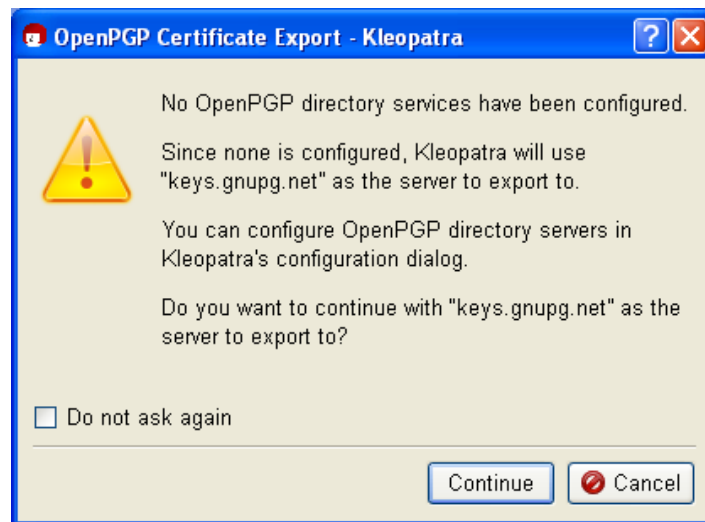 OpenPGP Certificate Export - Kleopatra
No OpenPGP directory services have been configured.
Since none is configured, Kleopatra will use
"keys.gnupg.net" as the server to export to.
You can configure OpenPGP directory servers in
Kleopatra's configuration dialog.
Do you want to continue with "keys.gnupg.net" as the
server to export to?
Do not ask again
Continue
Cancel